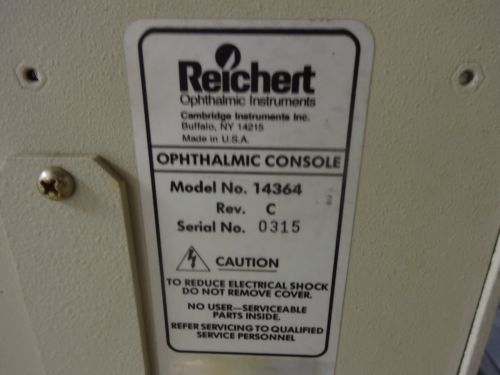 Reichert
Ophthalmic Instruments
Cambridge Instruments Inc.
Buffalo, NY 14215
Made in U.S.A.
OPHTHALMIC CONSOLE
Model No. 14364
Rev. C
Serial No. 0315
CAUTION
TO REDUCE ELECTRICAL SHOCK
DO NOT REMOVE COVER.
NO USER—SERVICEABLE
PARTS INSIDE.
REFER SERVICING TO QUALIFIED
SERVICE PERSONNEL